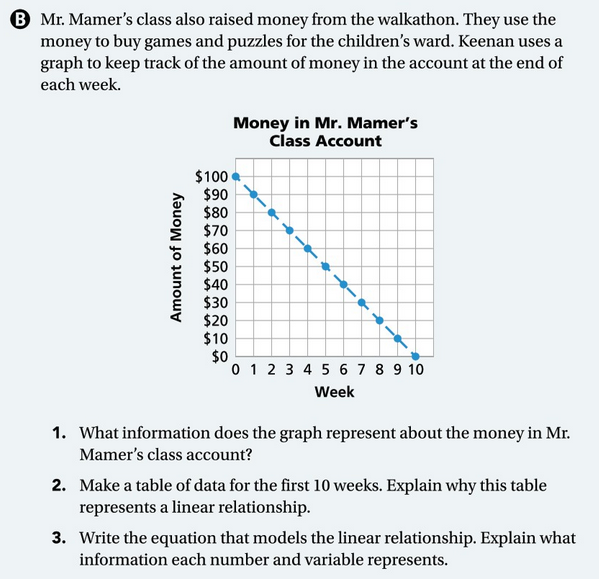 B Mr. Mamer’s class also raised money from the walkathon. They use the
money to buy games and puzzles for the children’s ward. Keenan uses a
graph to keep track of the amount of money in the account at the end of
each week.
Money in Mr. Mamer’s
Class Account
Amount of Money
$100
$90
$80
$70
$60
$50
$40
$30
$20
$10
$0
0 1 2 3 4 5 6 7 8 9 10
Week
1. What information does the graph represent about the money in Mr.
Mamer’s class account?
2. Make a table of data for the first 10 weeks. Explain why this table
represents a linear relationship.
3. Write the equation that models the linear relationship. Explain what
information each number and variable represents.